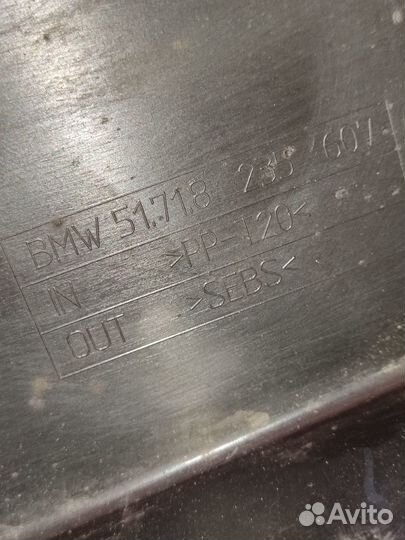 BMW 51.71.8 235 607
IN >PP-T20<
OUT >SEBS<
Avito